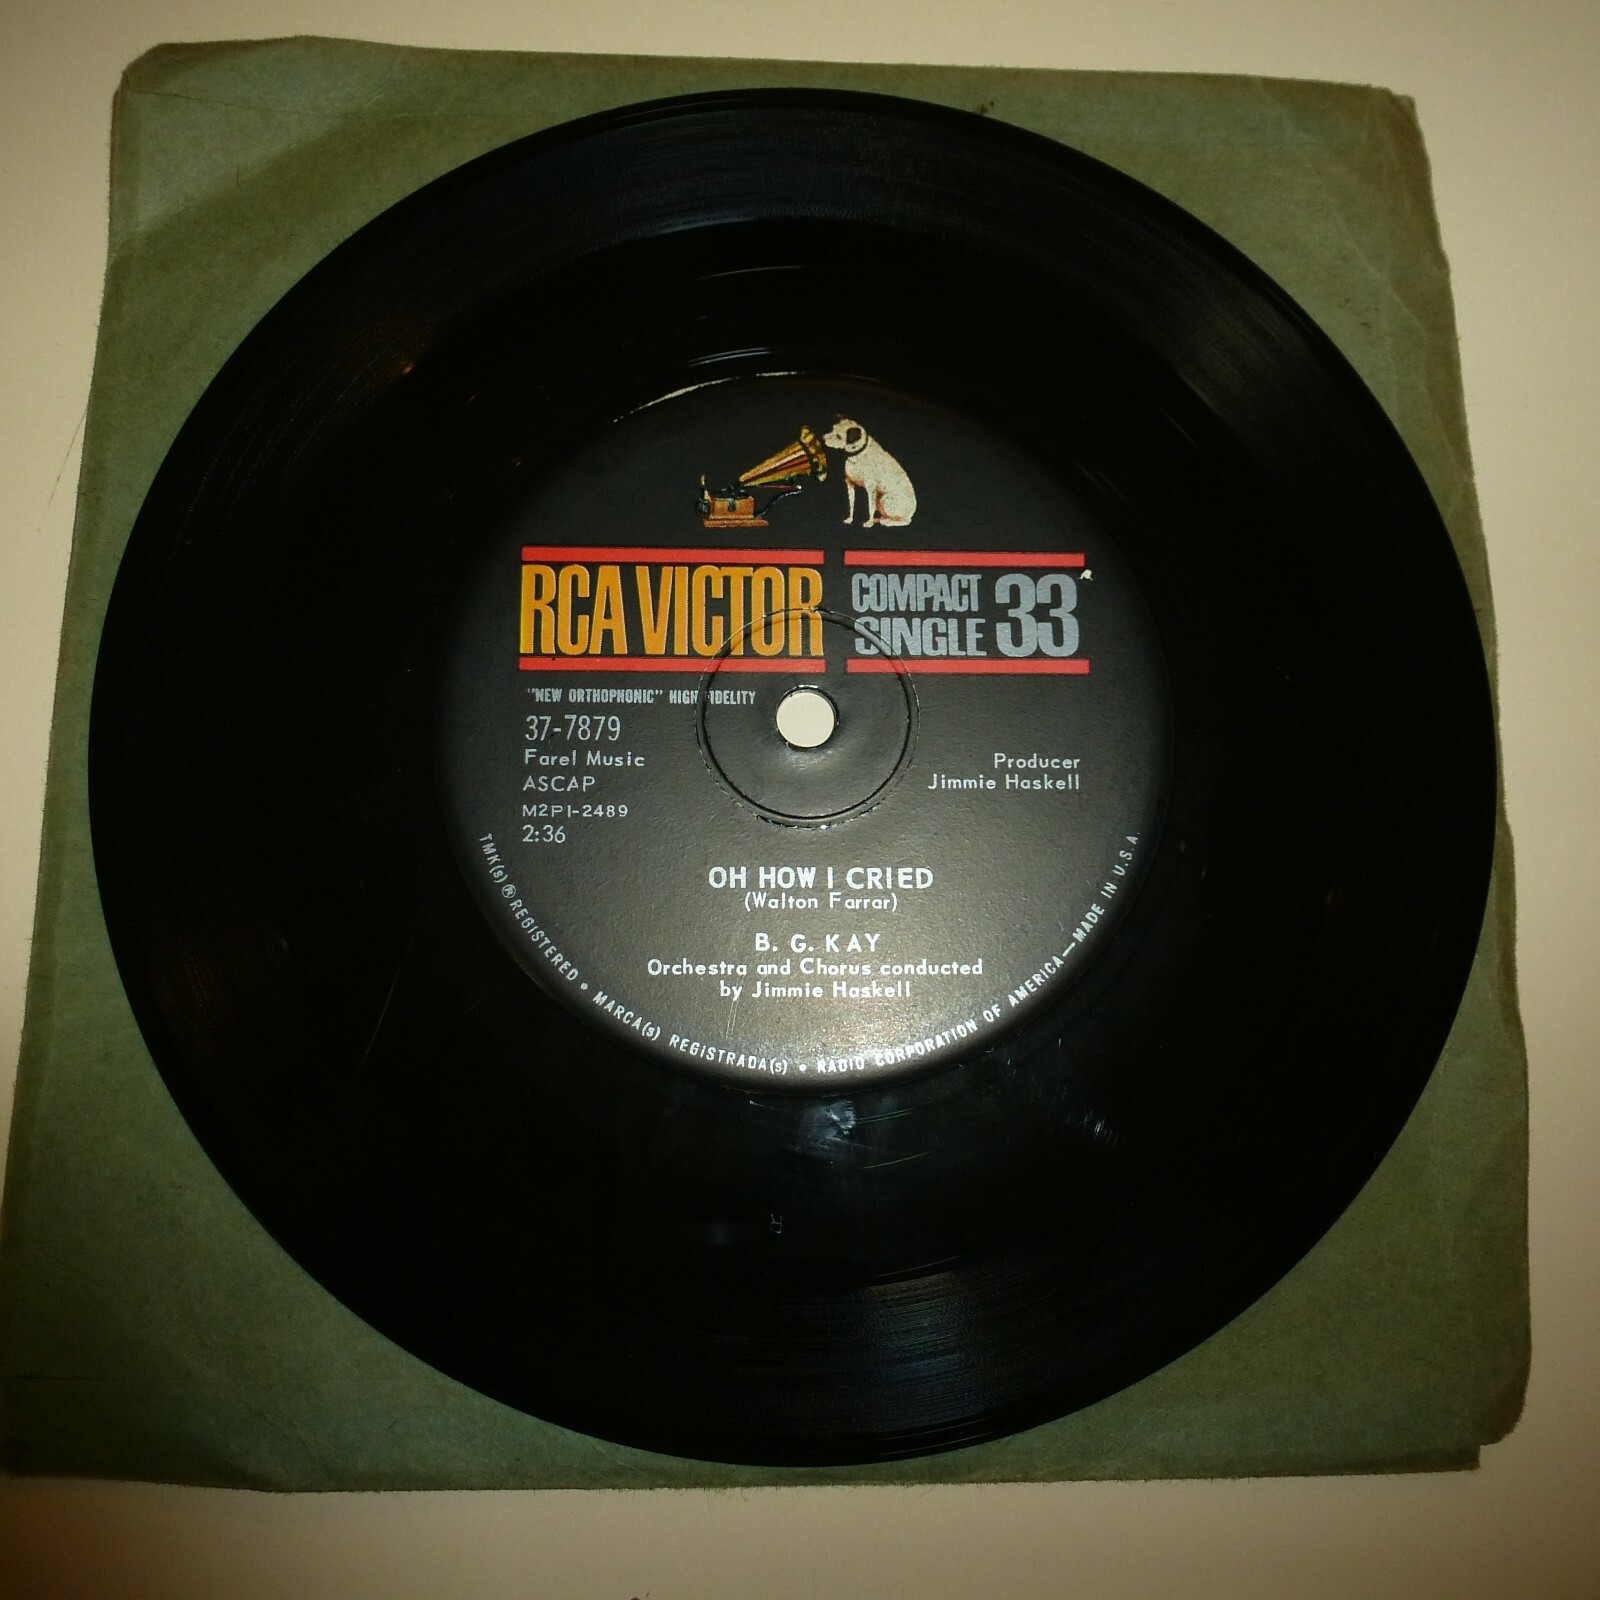 RCA VICTOR
COMPACT
SINGLE 33
"NEW ORTHOPHONIC" HIGH FIDELITY
37-7879
Farel Music
ASCAP
M2PI-2489
2:36
Producer
Jimmie Haskell
OH HOW I CRIED
(Walton Farrar)
B. G. KAY
Orchestra and Chorus conducted
by Jimmie Haskell
TMK(s) ® REGISTERED • MARCA(s) REGISTRADA(s) • RADIO CORPORATION OF AMERICA—MADE IN U.S.A.